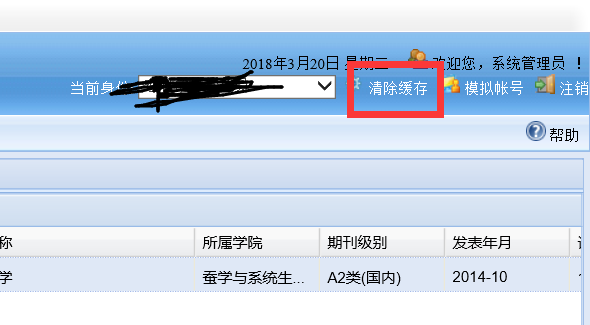 2018年3月20日 星期二 欢迎您，系统管理员 ！
当前身份 清除缓存 模拟帐号 注销
帮助
称 所属学院 期刊级别 发表年月
学 蚕学与系统生... A2类(国内) 2014-10